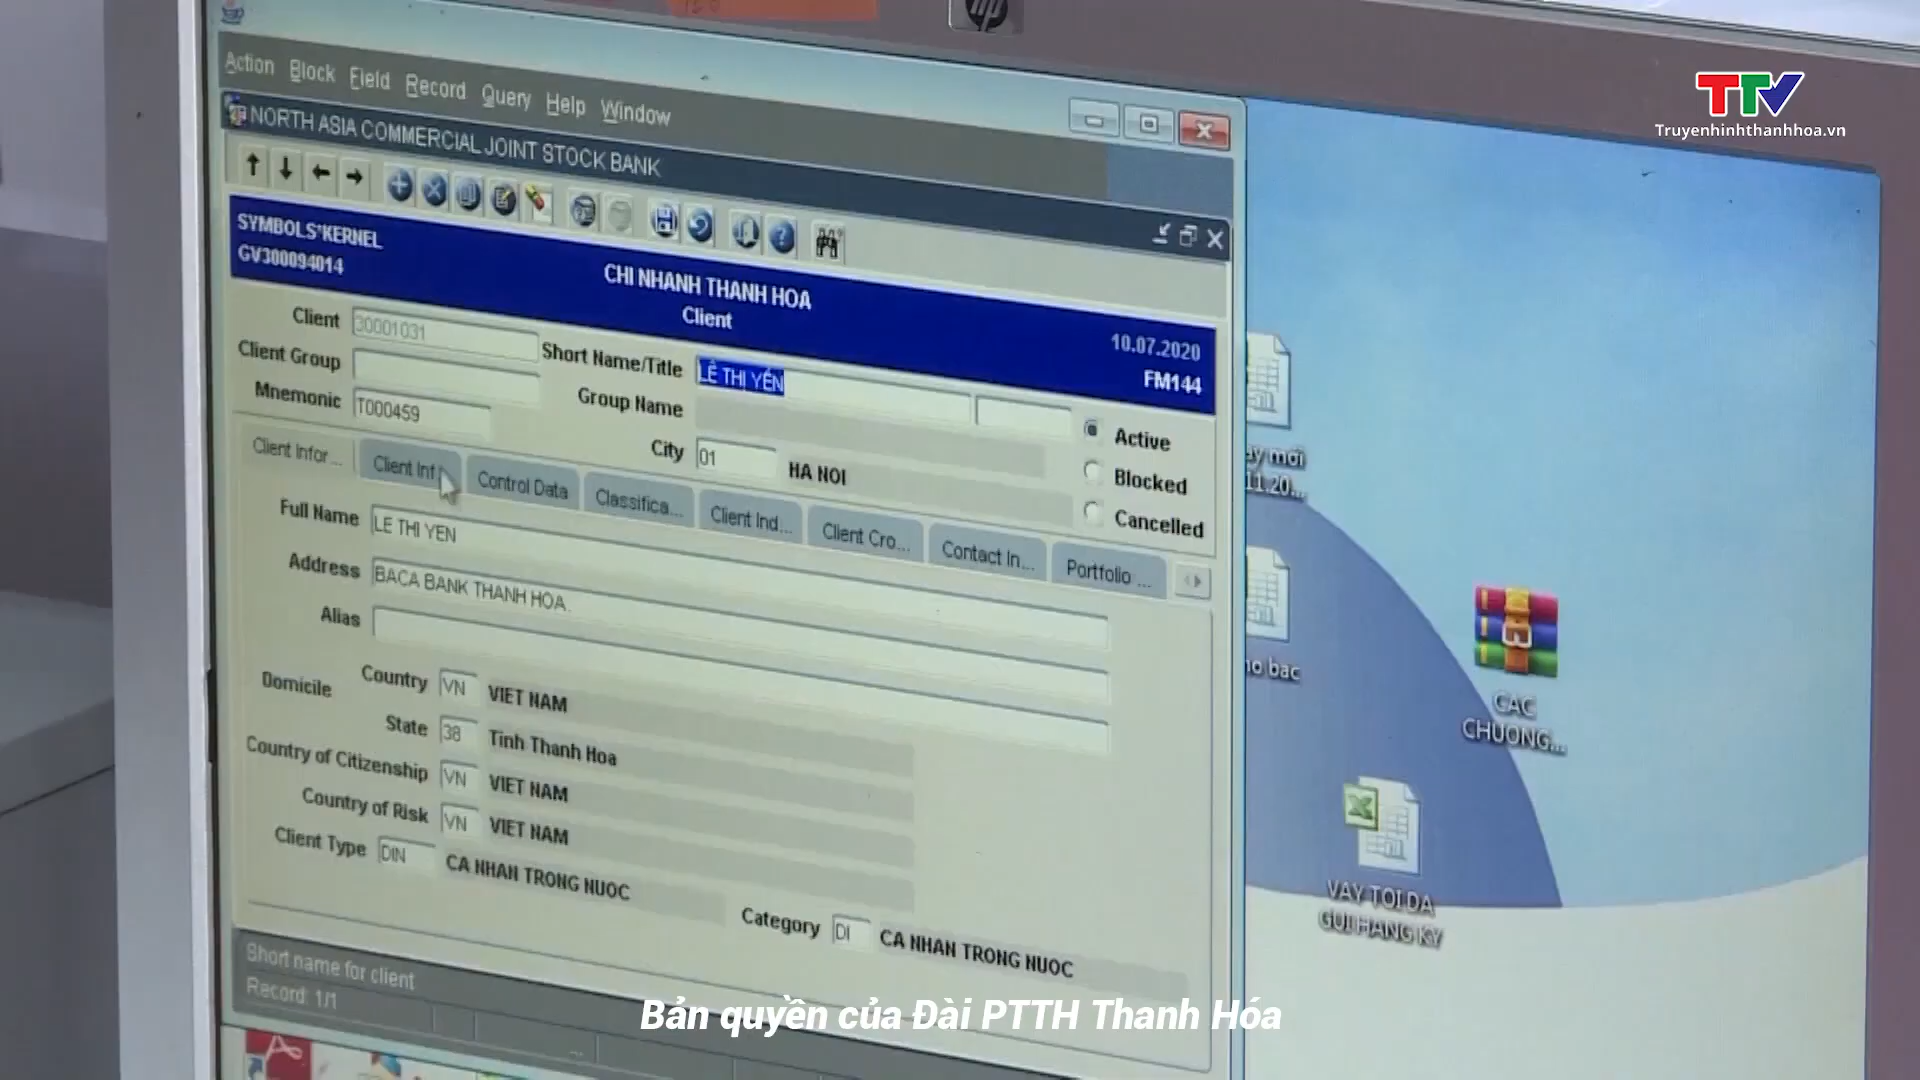 hp
TTV
Truyenhinhthanhhoa.vn
Action Block Field Record Query Help Window
NORTH ASIA COMMERCIAL JOINT STOCK BANK
SYMBOLS*KERNEL
GV300094014
CHI NHANH THANH HOA
Client
10.07.2020
FM144
Client 30001031
Short Name/Title LÊ THỊ YẾN
Client Group
Group Name
Mnemonic T000459
City 01 HA NOI
Active
Blocked
Cancelled
Client Infor... Client Inf Control Data Classifica... Client Ind... Client Cro... Contact In... Portfolio ...
Full Name LE THI YEN
Address BACA BANK THANH HOA.
Alias
Domicile
Country VN VIET NAM
State 38 Tinh Thanh Hoa
Country of Citizenship VN VIET NAM
Country of Risk VN VIET NAM
Client Type DIN CA NHAN TRONG NUOC
Category DI CA NHAN TRONG NUOC
Short name for client
Record: 1/1
mới
11.20...
bac
CAC
CHUONG...
VAY TOI DA
GUI HANG KY
Bản quyền của Đài PTTH Thanh Hóa